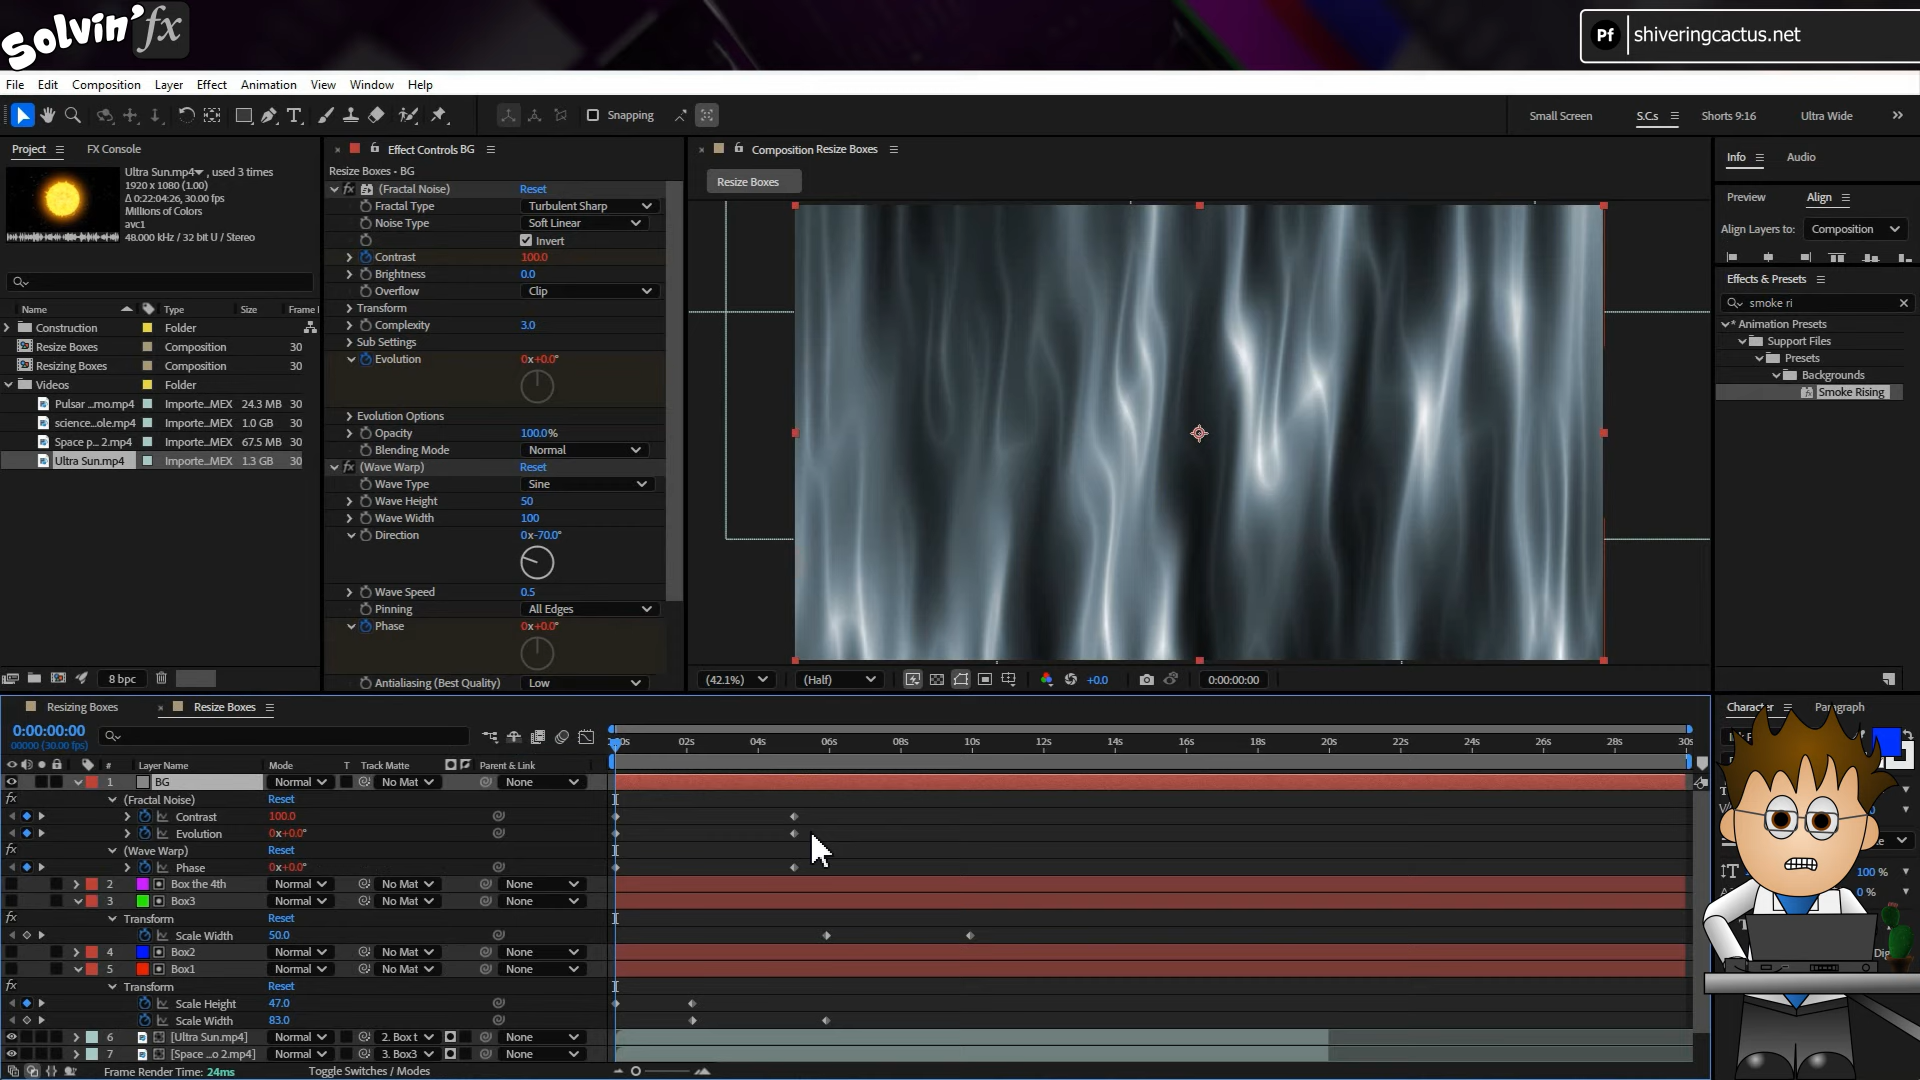 Solvin' fx
Pf shiveringcactus.net
File Edit Composition Layer Effect Animation View Window Help
Snapping
Small Screen S.Cs Shorts 9:16 Ultra Wide
Project FX Console
Ultra Sun.mp4 , used 3 times
1920 x 1080 (1.00)
Δ 0:22:04:26, 30.00 fps
Millions of Colors
avc1
48.000 kHz / 32 bit U / Stereo
Name Type Size Frame
Construction Folder
Resize Boxes Composition 30
Resizing Boxes Composition 30
Videos Folder
Pulsar ...mo.mp4 Importe...MEX 24.3 MB 30
science...ole.mp4 Importe...MEX 1.0 GB 30
Space p... 2.mp4 Importe...MEX 67.5 MB 30
Ultra Sun.mp4 Importe...MEX 1.3 GB 30
8 bpc
Effect Controls BG
Resize Boxes • BG
fx (Fractal Noise) Reset
Fractal Type Turbulent Sharp
Noise Type Soft Linear
Invert
Contrast 100.0
Brightness 0.0
Overflow Clip
Transform
Complexity 3.0
Sub Settings
Evolution 0x+0.0°
Evolution Options
Opacity 100.0%
Blending Mode Normal
fx (Wave Warp) Reset
Wave Type Sine
Wave Height 50
Wave Width 100
Direction 0x-70.0°
Wave Speed 0.5
Pinning All Edges
Phase 0x+0.0°
Antialiasing (Best Quality) Low
Composition Resize Boxes
Resize Boxes
(42.1%) (Half) +0.0 0:00:00:00
Info Audio
Preview Align
Align Layers to: Composition
Effects & Presets
smoke ri
* Animation Presets
Support Files
Presets
Backgrounds
Smoke Rising
Character Paragraph
100 %
0 %
Resizing Boxes Resize Boxes
0:00:00:00
00000 (30.00 fps)
02s 04s 06s 08s 10s 12s 14s 16s 18s 20s 22s 24s 26s 28s 30s
# Layer Name Mode T Track Matte Parent & Link
1 BG Normal No Mat None
fx (Fractal Noise) Reset
Contrast 100.0
Evolution 0x+0.0°
fx (Wave Warp) Reset
Phase 0x+0.0°
2 Box the 4th Normal No Mat None
3 Box3 Normal No Mat None
fx Transform Reset
Scale Width 50.0
4 Box2 Normal No Mat None
5 Box1 Normal No Mat None
fx Transform Reset
Scale Height 47.0
Scale Width 83.0
6 [Ultra Sun.mp4] Normal 2. Box t None
7 [Space ...o 2.mp4] Normal 3. Box3 None
Frame Render Time: 24ms Toggle Switches / Modes